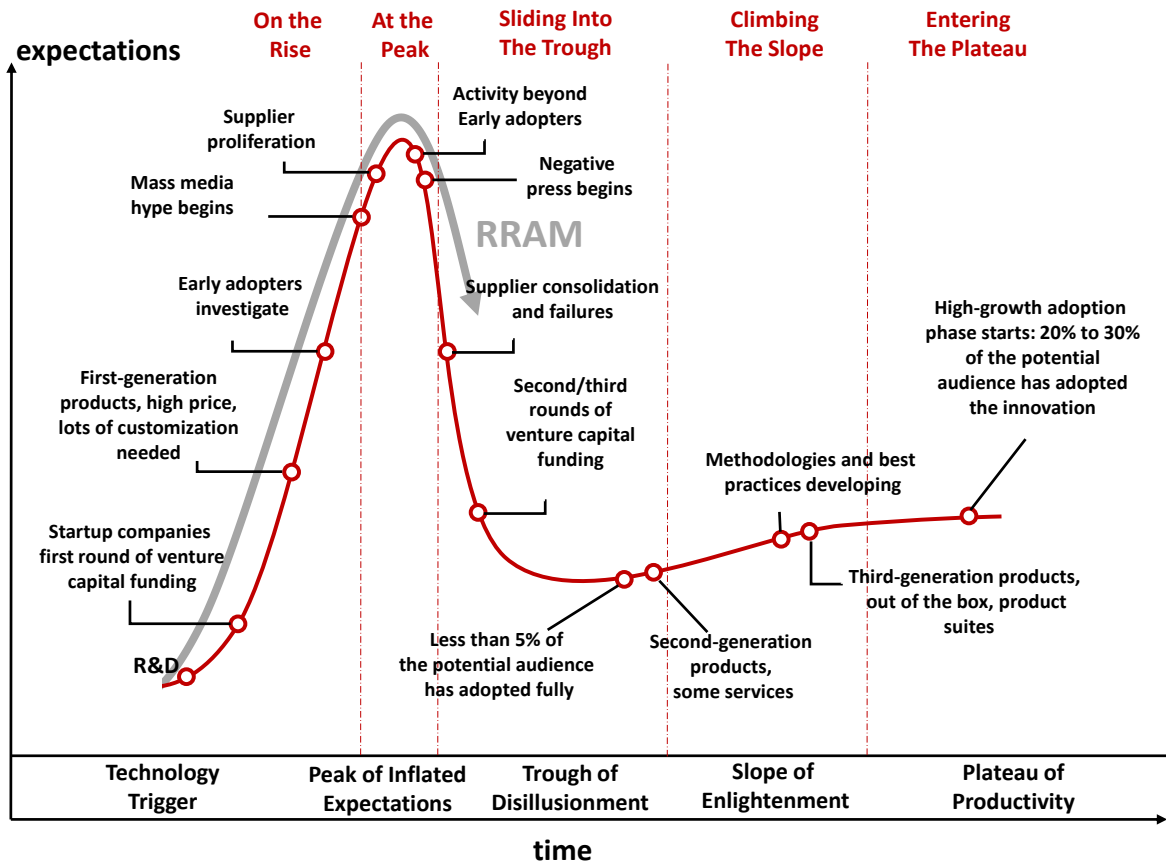 On the
Rise
At the
Peak
Sliding Into
The Trough
Climbing
The Slope
Entering
The Plateau
expectations
Activity beyond
Early adopters
Supplier
proliferation
Negative
press begins
Mass media
hype begins
RRAM
Early adopters
investigate
Supplier consolidation
and failures
High-growth adoption
phase starts: 20% to 30%
of the potential
audience has adopted
the innovation
First-generation
products, high price,
lots of customization
needed
Second/third
rounds of
venture capital
funding
Methodologies and best
practices developing
Startup companies
first round of venture
capital funding
Third-generation products,
out of the box, product
suites
R&D
Less than 5% of
the potential audience
has adopted fully
Second-generation
products,
some services
Technology
Trigger
Peak of Inflated
Expectations
Trough of
Disillusionment
Slope of
Enlightenment
Plateau of
Productivity
time